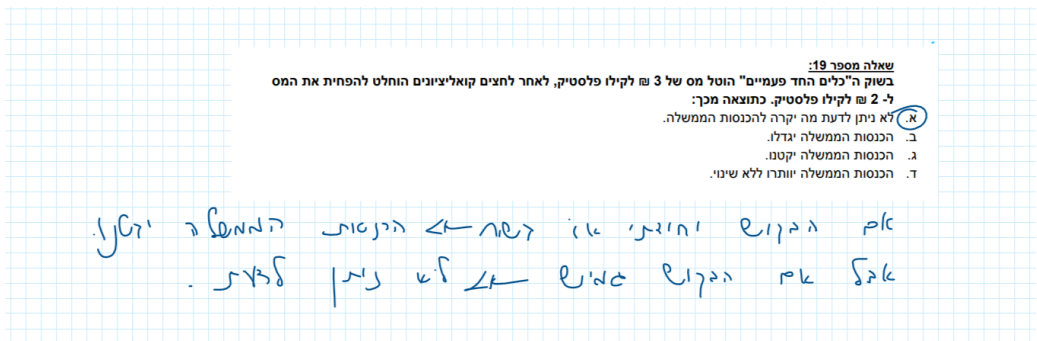 שאלה מספר 19:
בשוק ה"כלים החד פעמיים" הוטל מס של 3 ₪ לקילו פלסטיק, לאחר לחצים קואליציונים הוחלט להפחית את המס
ל- 2 ₪ לקילו פלסטיק. כתוצאה מכך:
א. לא ניתן לדעת מה יקרה להכנסות הממשלה.
ב. הכנסות הממשלה יגדלו.
ג. הכנסות הממשלה יקטנו.
ד. הכנסות הממשלה יוותרו ללא שינוי.
אם הביקוש יחידתי או קשיח <- הכנסות הממשלה יקטנו.
אבל אם הביקוש גמיש <- לא ניתן לדעת.